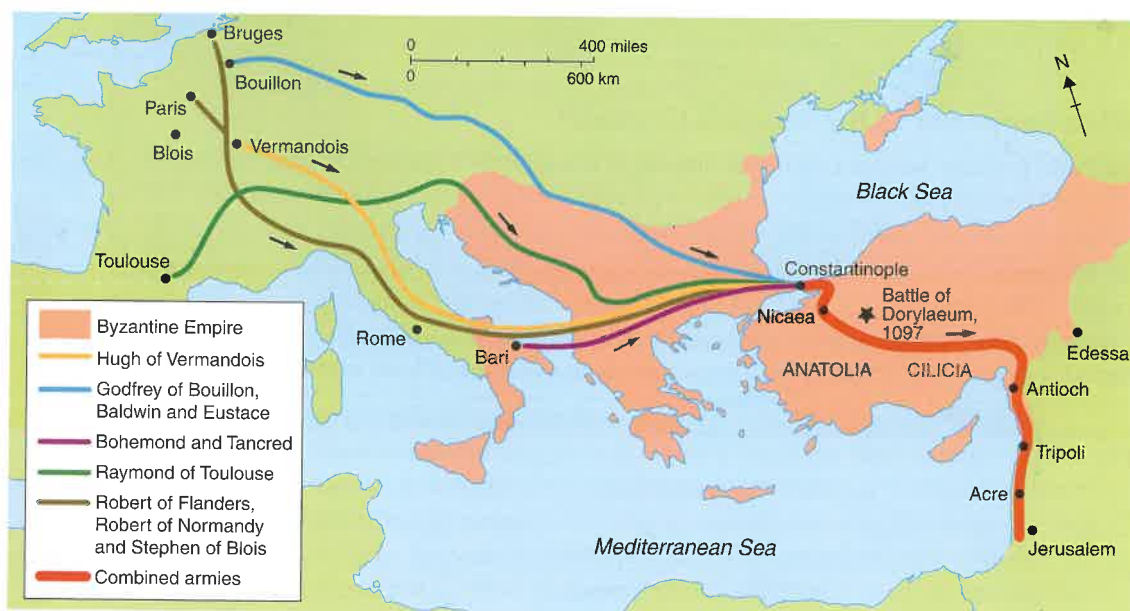 Bruges
0 400 miles
0 600 km
Bouillon
N
Paris
Blois
Vermandois
Black Sea
Toulouse
Constantinople
Nicaea
Battle of
Dorylaeum,
1097
Rome
Bari
Edessa
ANATOLIA
CILICIA
Antioch
Tripoli
Acre
Jerusalem
Mediterranean Sea
Byzantine Empire
Hugh of Vermandois
Godfrey of Bouillon,
Baldwin and Eustace
Bohemond and Tancred
Raymond of Toulouse
Robert of Flanders,
Robert of Normandy
and Stephen of Blois
Combined armies